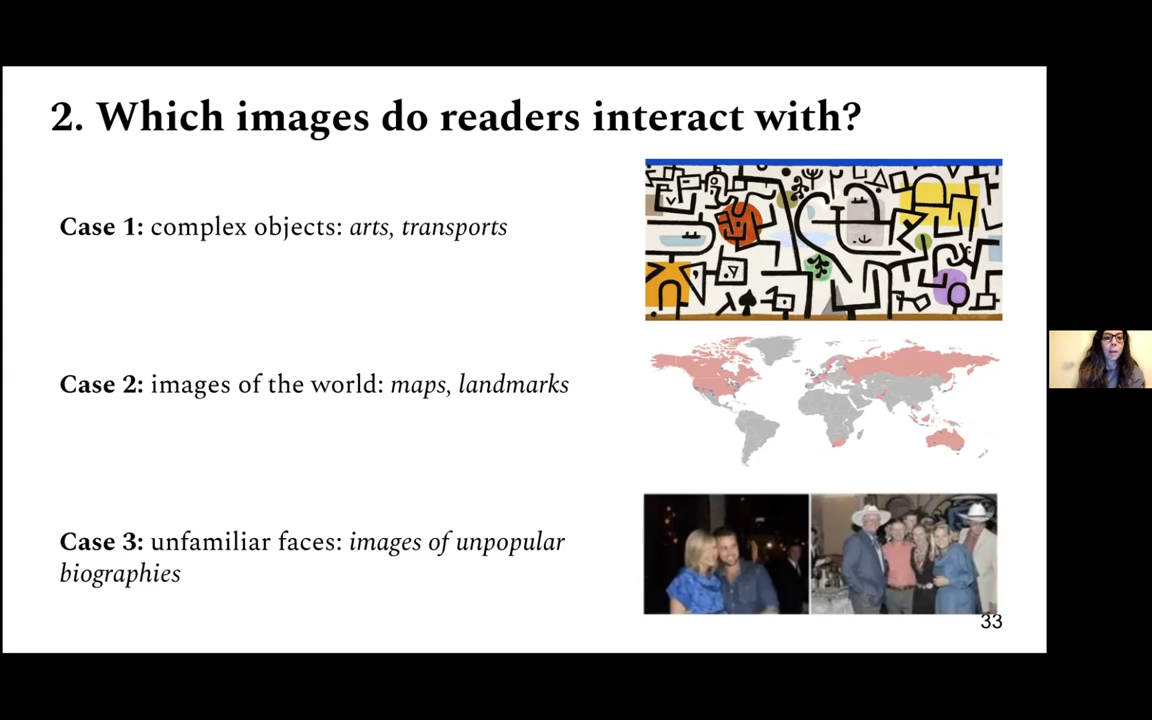 2. Which images do readers interact with?
Case 1: complex objects: arts, transports
Case 2: images of the world: maps, landmarks
Case 3: unfamiliar faces: images of unpopular
biographies
33